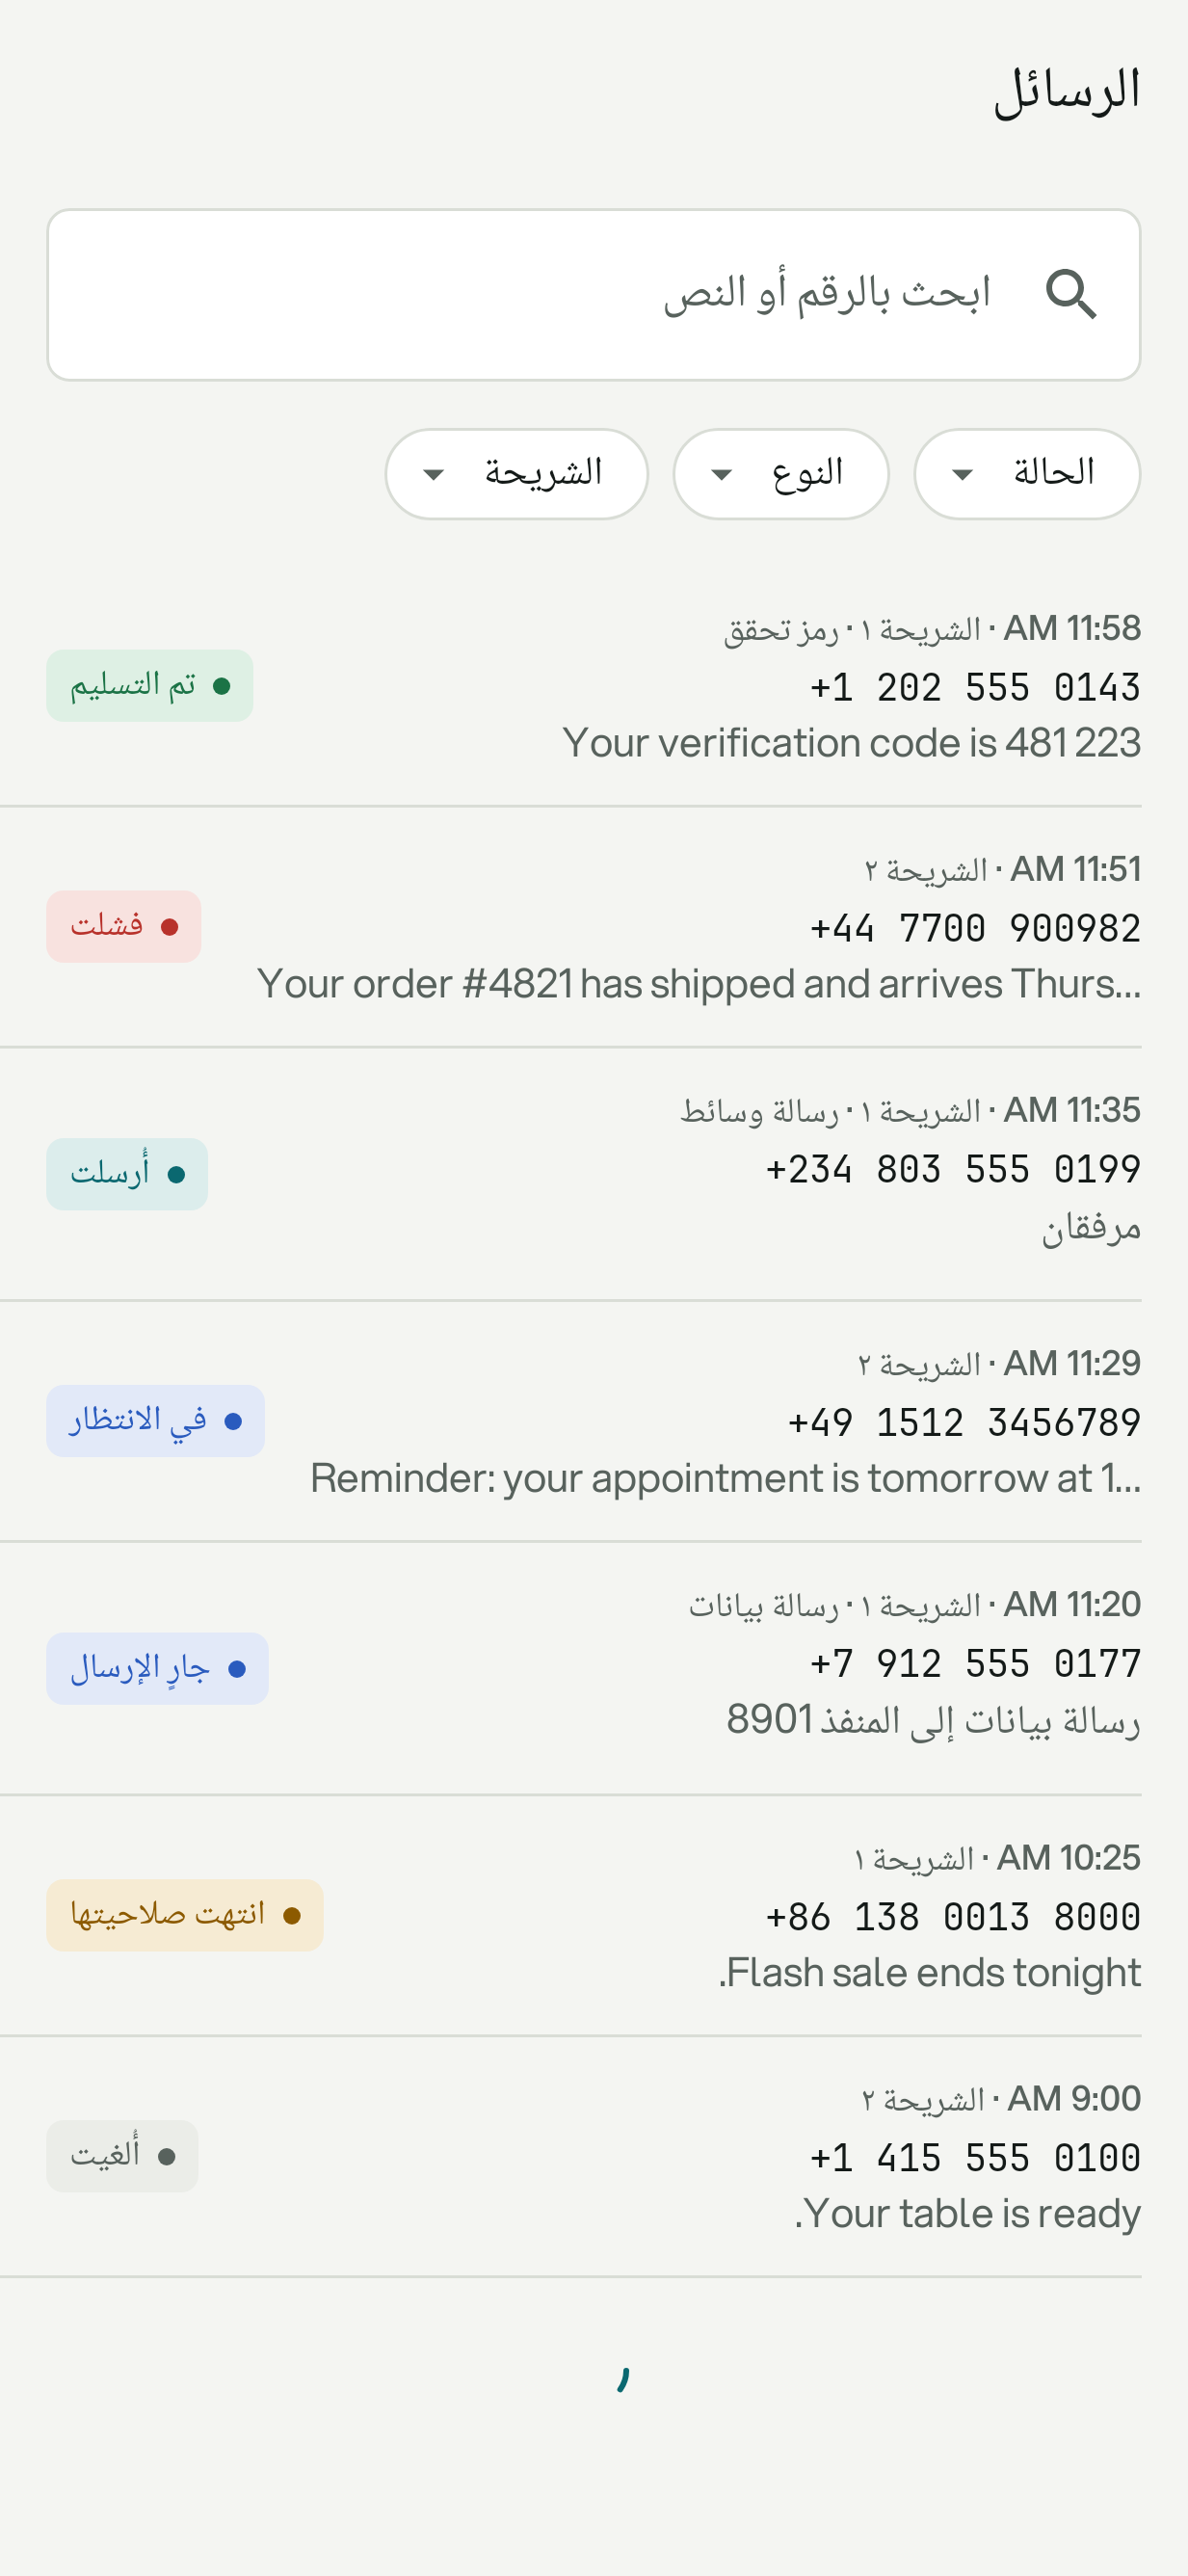 الرسائل
ابحث بالرقم أو النص
الحالة
النوع
الشريحة
11:58 AM · الشريحة ١ · رمز تحقق
+1 202 555 0143
Your verification code is 481 223
تم التسليم
11:51 AM · الشريحة ٢
+44 7700 900982
Your order #4821 has shipped and arrives Thurs...
فشلت
11:35 AM · الشريحة ١ · رسالة وسائط
+234 803 555 0199
مرفقان
أُرسلت
11:29 AM · الشريحة ٢
+49 1512 3456789
Reminder: your appointment is tomorrow at 1...
في الانتظار
11:20 AM · الشريحة ١ · رسالة بيانات
+7 912 555 0177
رسالة بيانات إلى المنفذ 8901
جارٍ الإرسال
10:25 AM · الشريحة ١
+86 138 0013 8000
Flash sale ends tonight.
انتهت صلاحيتها
9:00 AM · الشريحة ٢
+1 415 555 0100
Your table is ready.
أُلغيت